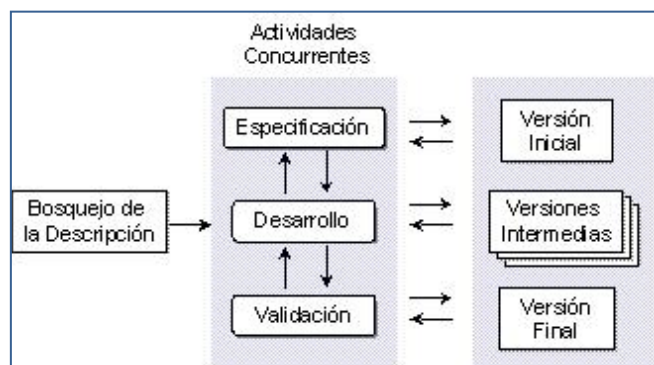 Actividades
Concurrentes
Especificación
Versión
Inicial
Bosquejo de
la Descripción
Desarrollo
Versiones
Intermedias
Validación
Versión
Final